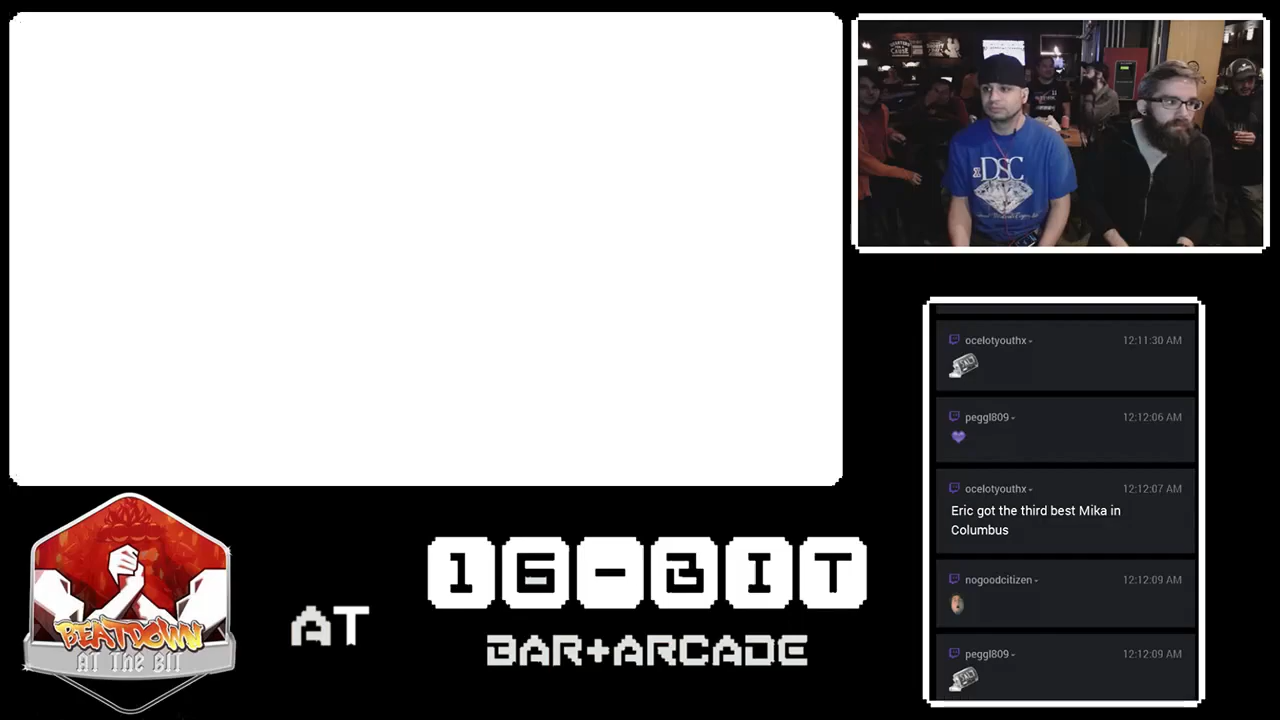 DSC
ocelotyouthx
12:11:30 AM
SALT
peggl809
12:12:06 AM
ocelotyouthx
12:12:07 AM
Eric got the third best Mika in
Columbus
nogoodcitizen
12:12:09 AM
peggl809
12:12:09 AM
SALT
BEATDOWN
AT THE BIT
AT
16-BIT
BAR+ARCADE